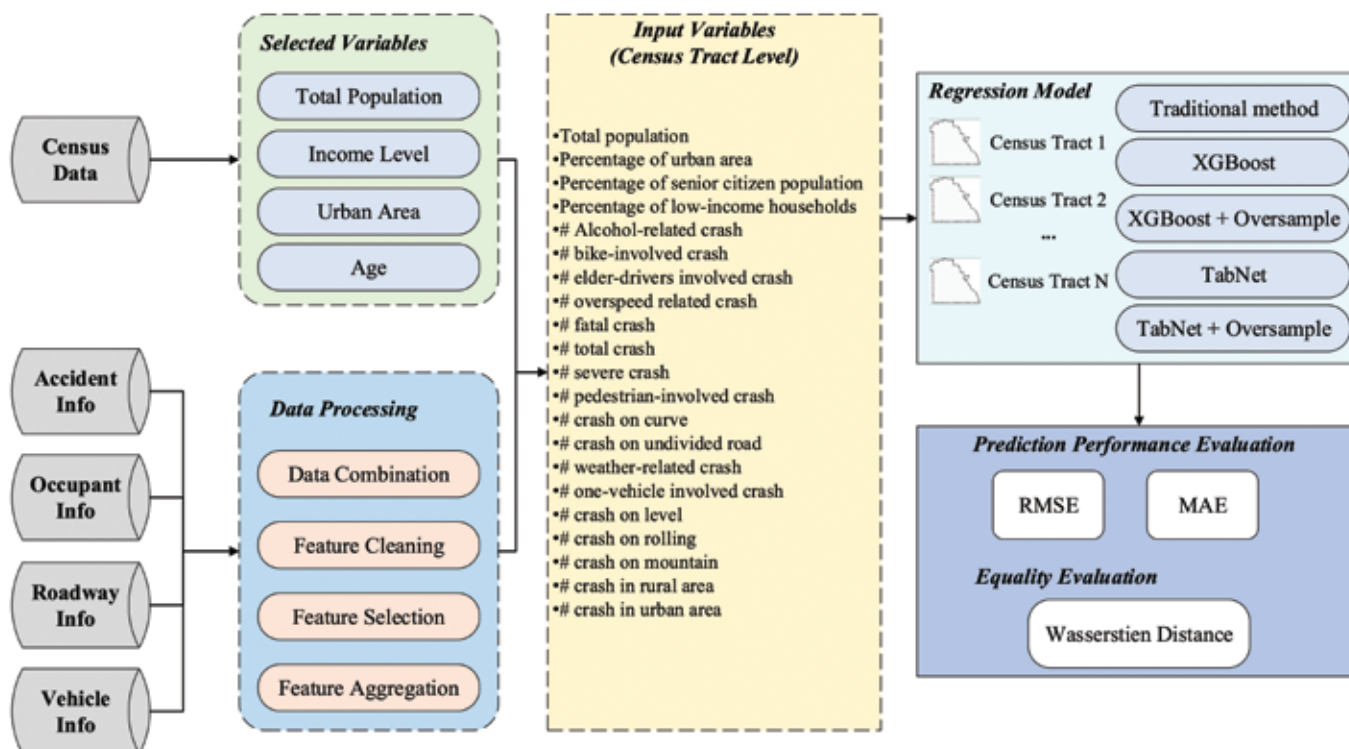 Census
Data
Accident
Info
Occupant
Info
Roadway
Info
Vehicle
Info
Selected Variables
Total Population
Income Level
Urban Area
Age
Data Processing
Data Combination
Feature Cleaning
Feature Selection
Feature Aggregation
Input Variables
(Census Tract Level)
•Total population
•Percentage of urban area
•Percentage of senior citizen population
•Percentage of low-income households
•# Alcohol-related crash
•# bike-involved crash
•# elder-drivers involved crash
•# overspeed related crash
•# fatal crash
•# total crash
•# severe crash
•# pedestrian-involved crash
•# crash on curve
•# crash on undivided road
•# weather-related crash
•# one-vehicle involved crash
•# crash on level
•# crash on rolling
•# crash on mountain
•# crash in rural area
•# crash in urban area
Regression Model
Census Tract 1
Census Tract 2
...
Census Tract N
Traditional method
XGBoost
XGBoost + Oversample
TabNet
TabNet + Oversample
Prediction Performance Evaluation
RMSE
MAE
Equality Evaluation
Wasserstien Distance